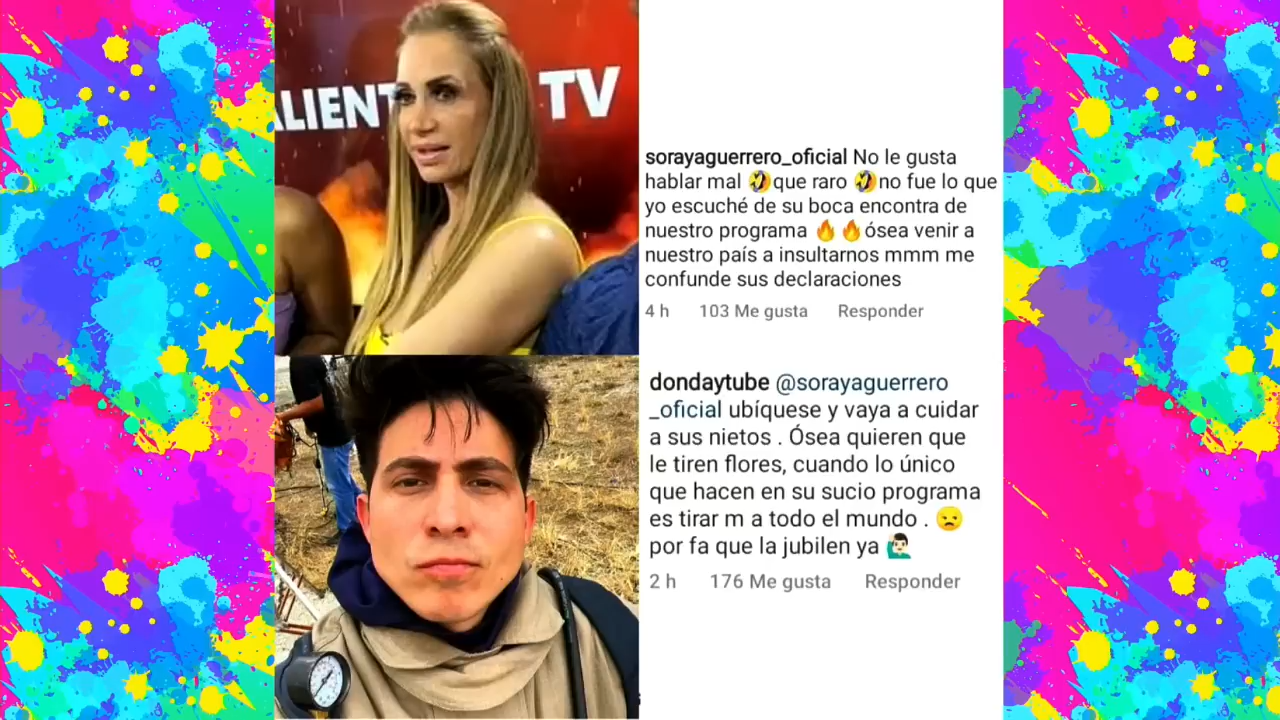 ALIENT TV
sorayaguerrero_oficial No le gusta
hablar mal 🤣que raro 🤣no fue lo que
yo escuché de su boca encontra de
nuestro programa 🔥🔥ósea venir a
nuestro país a insultarnos mmm me
confunde sus declaraciones
4 h 103 Me gusta Responder
dondaytube @sorayaguerrero
_oficial ubíquese y vaya a cuidar
a sus nietos . Ósea quieren que
le tiren flores, cuando lo único
que hacen en su sucio programa
es tirar m a todo el mundo . 😠
por fa que la jubilen ya 🙋🏻‍♂️
2 h 176 Me gusta Responder